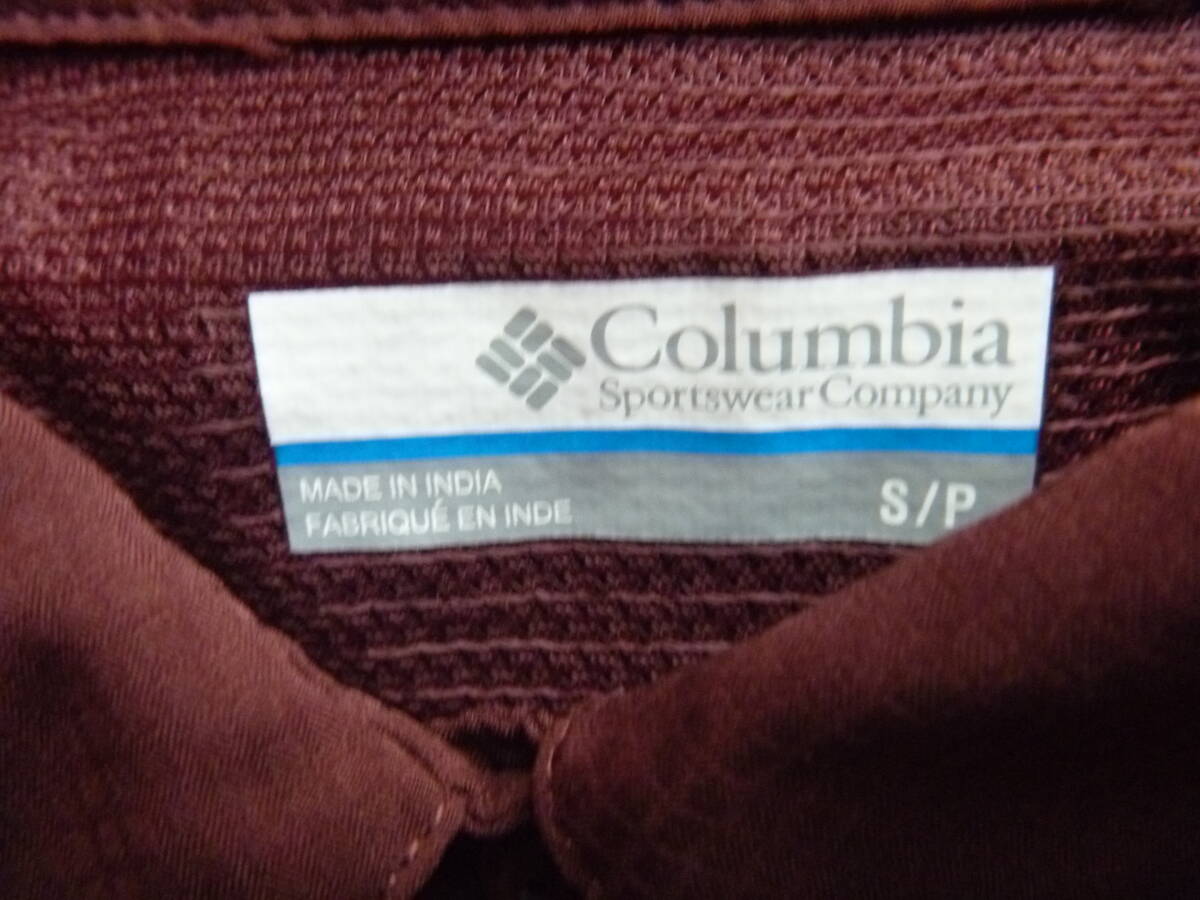 Columbia
Sportswear Company
MADE IN INDIA
FABRIQUÉ EN INDE
S/P